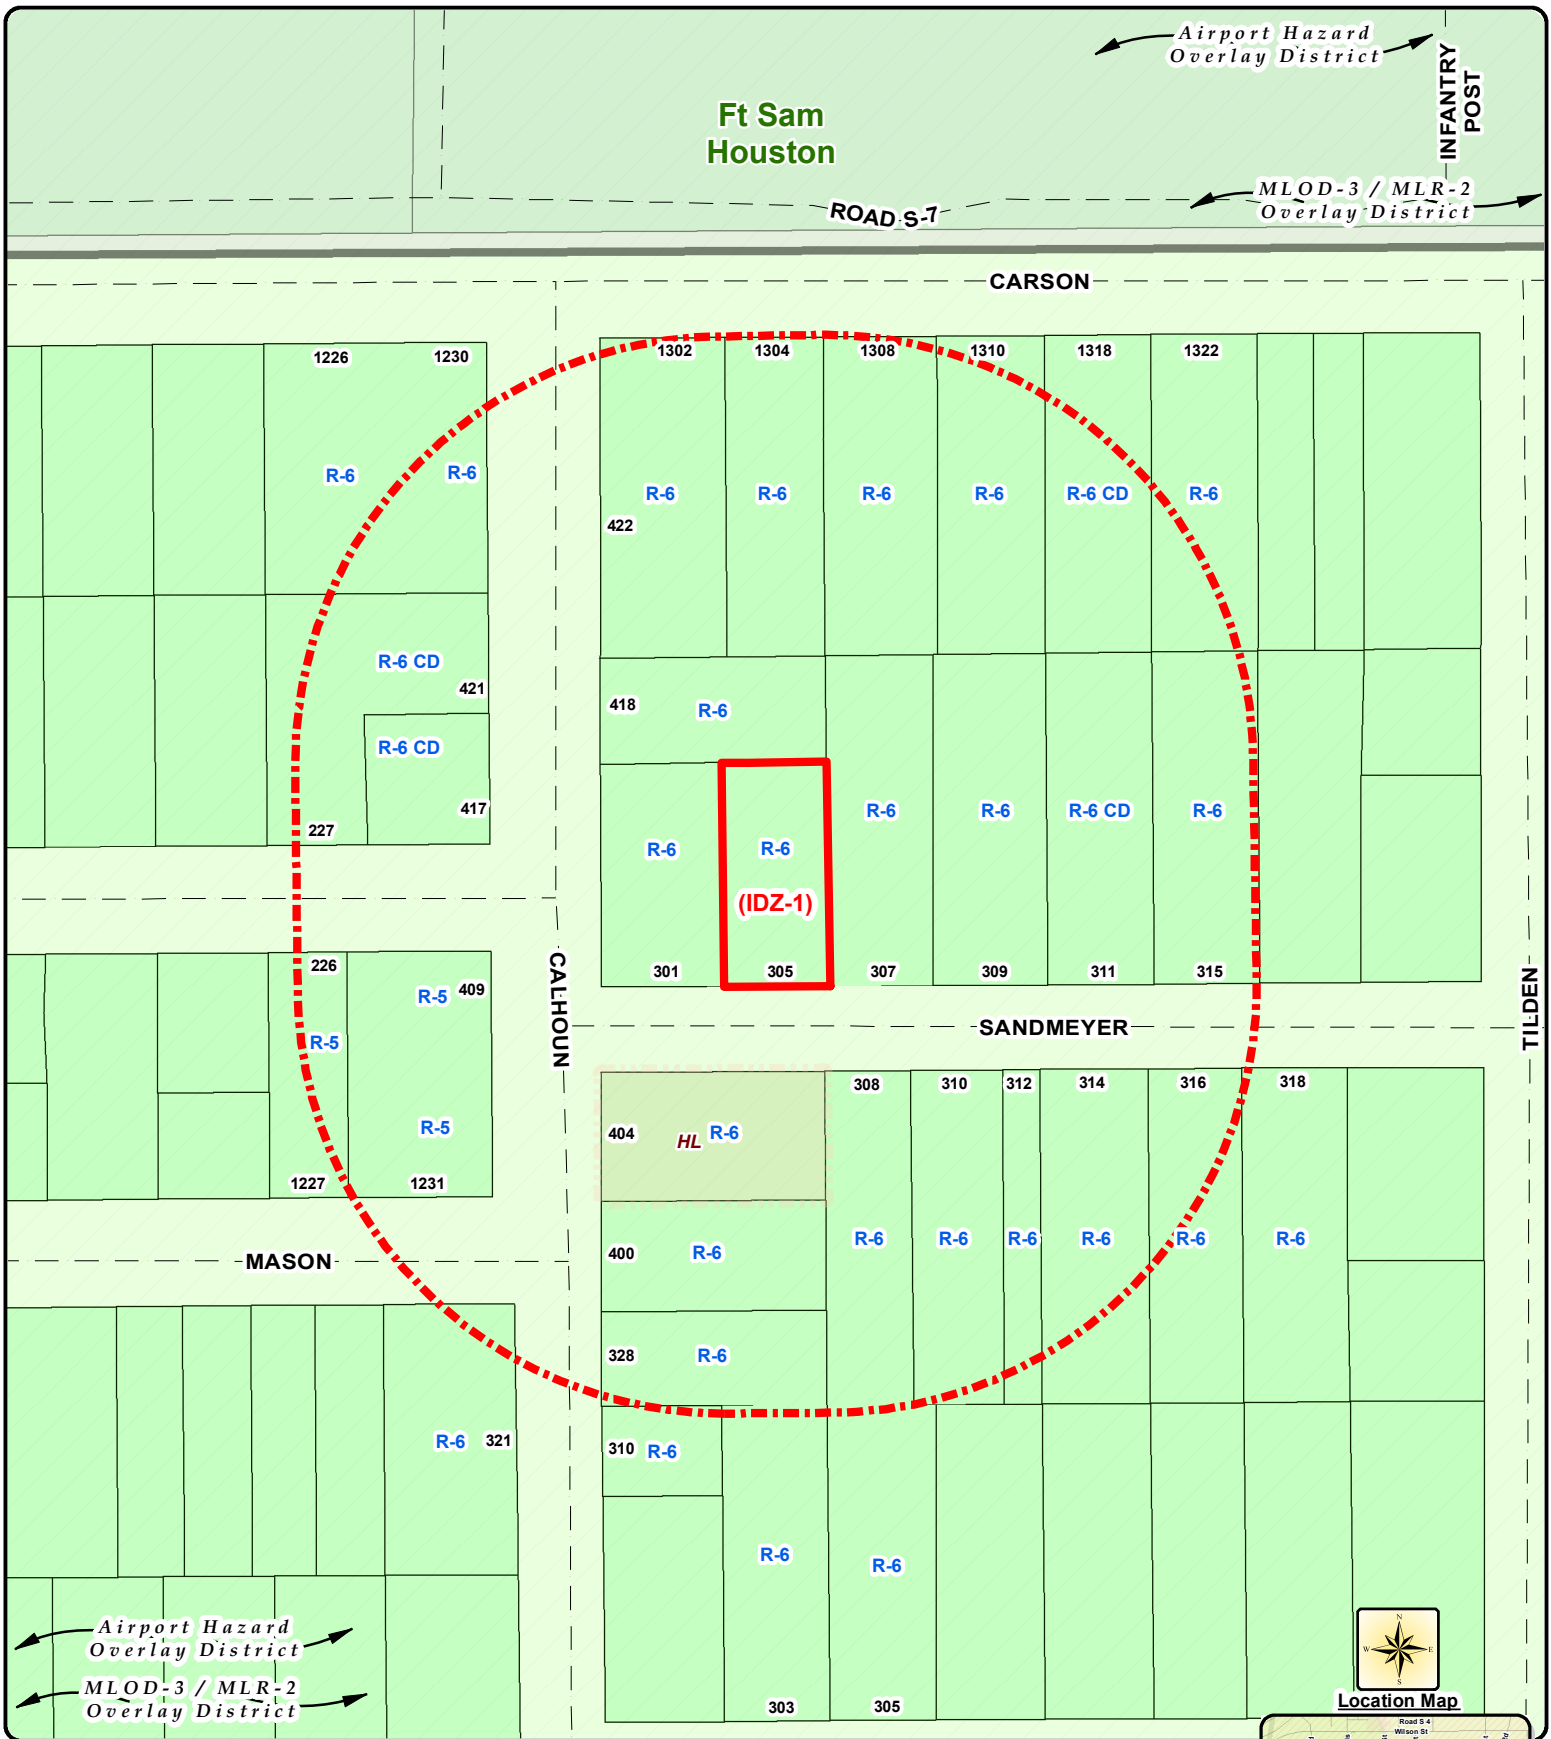 Airport Hazard
Overlay District
INFANTRY
POST
Ft Sam
Houston
MLOD-3 / MLR-2
Overlay District
ROAD S-7
CARSON
1226
1230
1302
1304
1308
1310
1318
1322
R-6
R-6
R-6
R-6
R-6
R-6
R-6 CD
R-6
422
R-6 CD
421
418
R-6
R-6 CD
417
227
R-6
R-6
R-6
R-6
R-6 CD
R-6
(IDZ-1)
301
305
307
309
311
315
226
409
R-5
R-5
R-5
1227
1231
CALHOUN
SANDMEYER
TILDEN
308
310
312
314
316
318
404
HL
R-6
400
R-6
R-6
R-6
R-6
R-6
R-6
R-6
MASON
328
R-6
R-6
321
310
R-6
R-6
R-6
303
305
Airport Hazard
Overlay District
MLOD-3 / MLR-2
Overlay District
N
W
E
S
Location Map
Road S 4
Wilson St